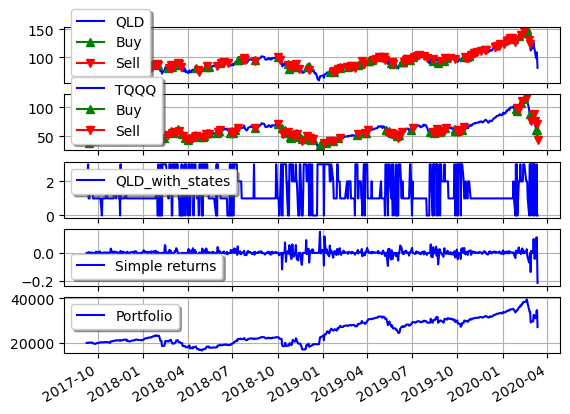 QLD
Buy
Sell
150
100
TQQQ
Buy
Sell
100
50
QLD_with_states
2
0
Simple returns
0.0
−0.2
Portfolio
40000
20000
2017-10
2018-01
2018-04
2018-07
2018-10
2019-01
2019-04
2019-07
2019-10
2020-01
2020-04